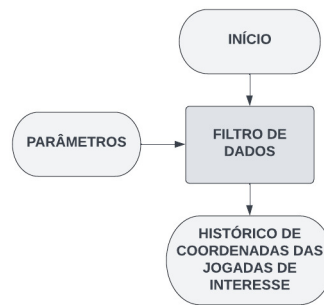 INÍCIO
PARÂMETROS
FILTRO DE
DADOS
HISTÓRICO DE
COORDENADAS DAS
JOGADAS DE
INTERESSE